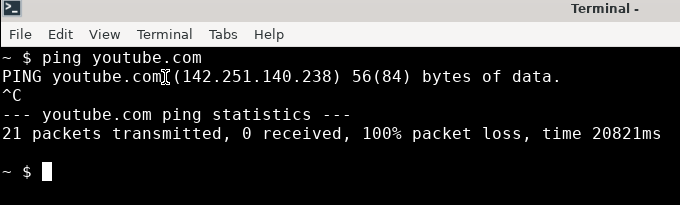 Terminal -
File Edit View Terminal Tabs Help
~ $ ping youtube.com
PING youtube.com (142.251.140.238) 56(84) bytes of data.
^C
--- youtube.com ping statistics ---
21 packets transmitted, 0 received, 100% packet loss, time 20821ms
~ $